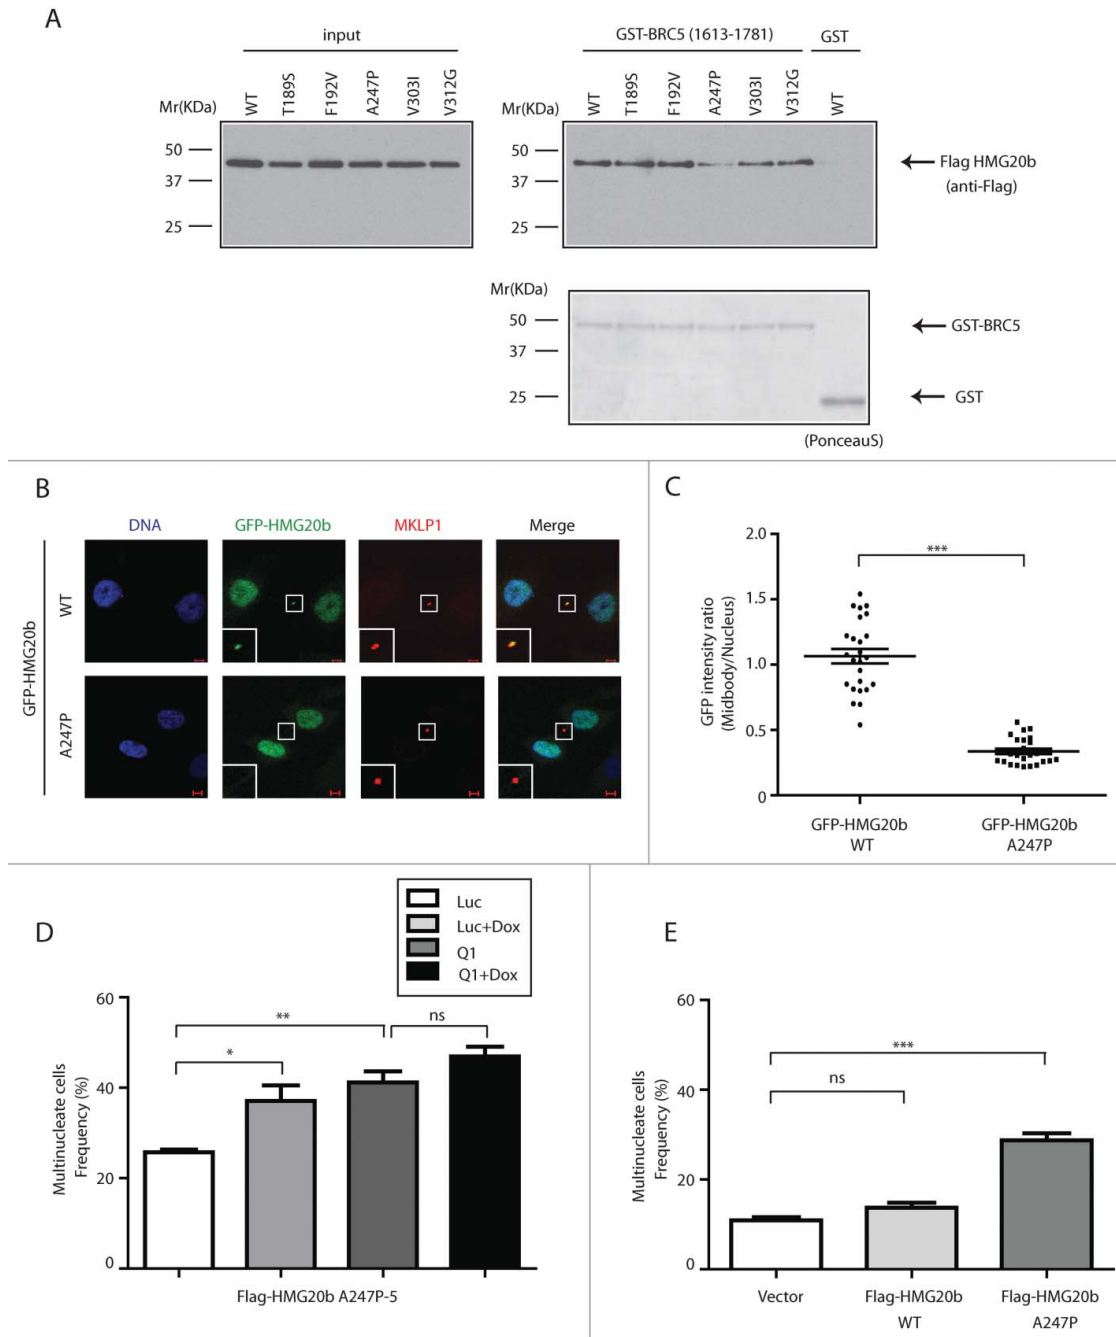 A
input
GST-BRC5 (1613-1781)
GST
Mr(KDa)
WT
T189S
F192V
A247P
V303I
V312G
Mr(KDa)
WT
T189S
F192V
A247P
V303I
V312G
WT
50
37
25
50
37
25
Flag HMG20b
(anti-Flag)
Mr(KDa)
50
37
25
GST-BRC5
GST
(PonceauS)
B
DNA
GFP-HMG20b
MKLP1
Merge
GFP-HMG20b
WT
A247P
C
GFP intensity ratio
(Midbody/Nucleus)
2.0
1.5
1.0
0.5
0
***
GFP-HMG20b
WT
GFP-HMG20b
A247P
D
Luc
Luc+Dox
Q1
Q1+Dox
Multinucleate cells
Frequency (%)
60
40
20
0
*
**
ns
Flag-HMG20b A247P-5
E
Multinucleate cells
Frequency (%)
60
40
20
0
ns
***
Vector
Flag-HMG20b
WT
Flag-HMG20b
A247P